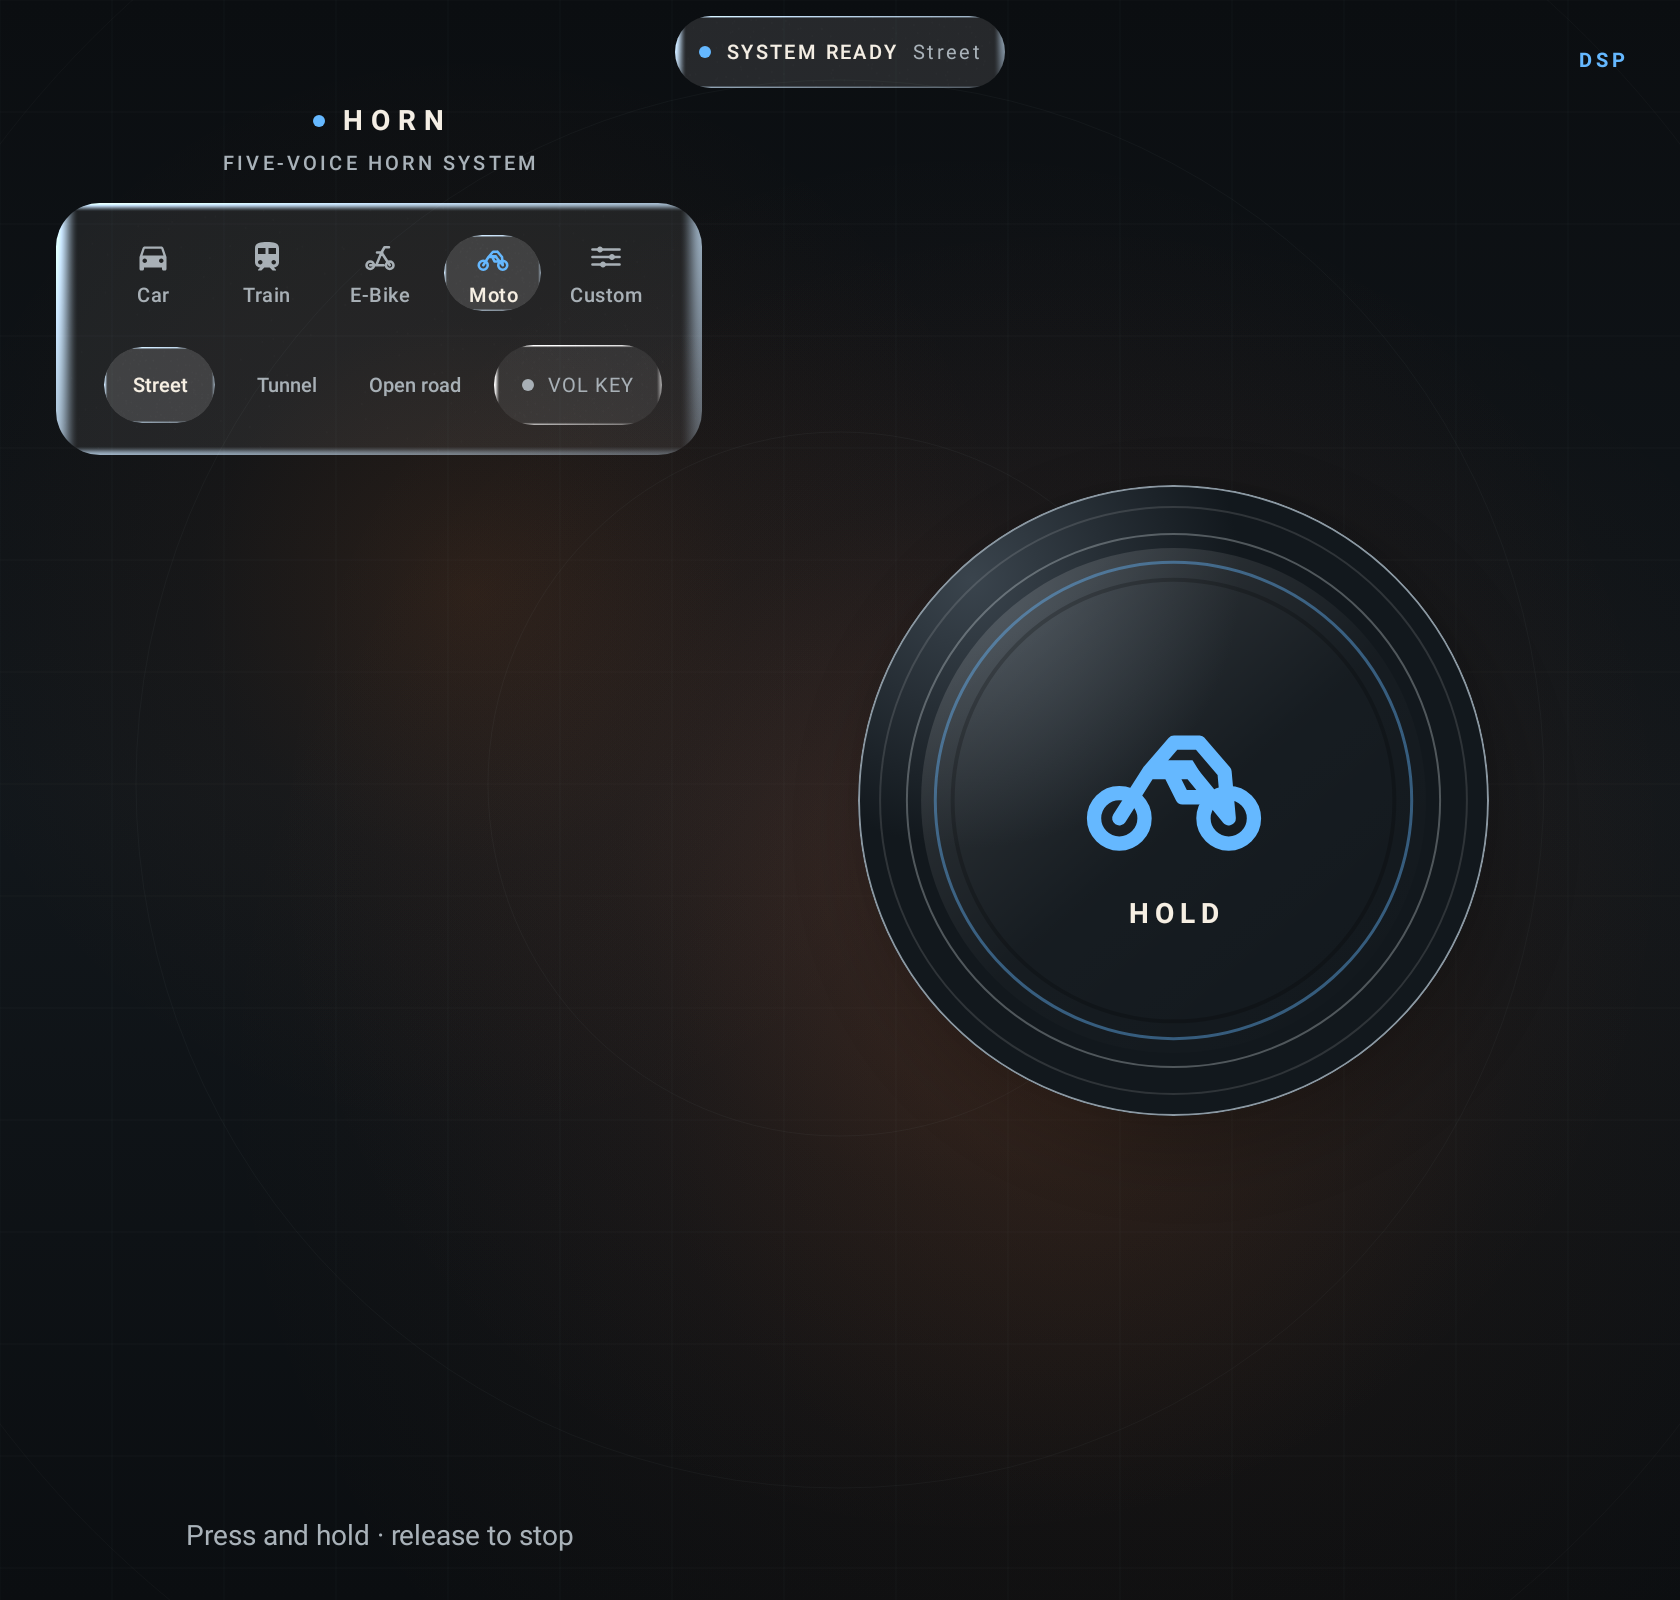 SYSTEM READY Street
DSP
HORN
FIVE-VOICE HORN SYSTEM
Car Train E-Bike Moto Custom
Street Tunnel Open road VOL KEY
HOLD
Press and hold · release to stop